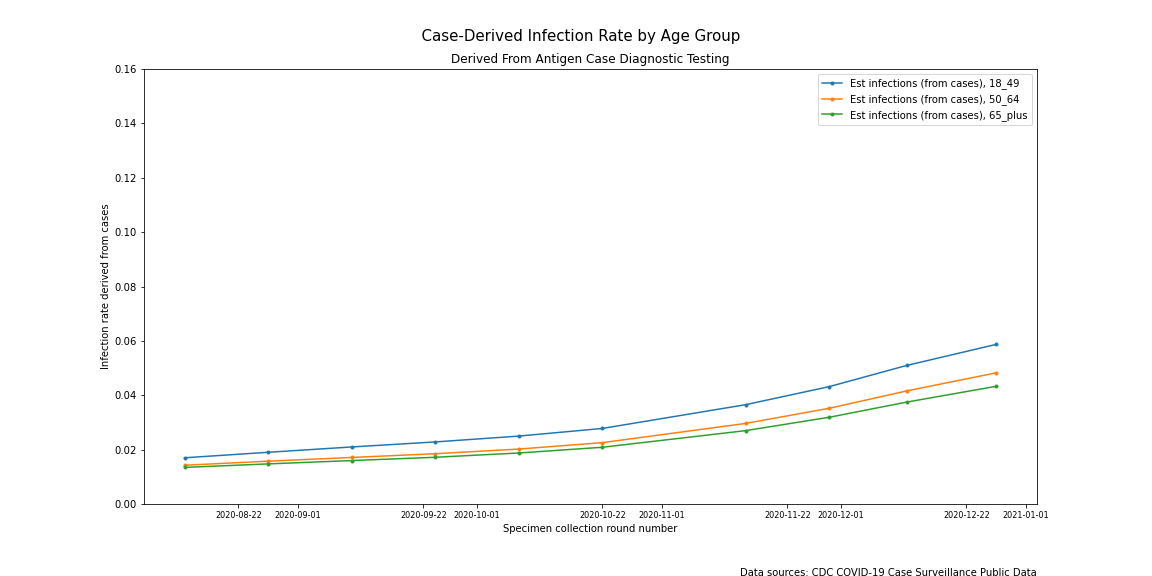 Case-Derived Infection Rate by Age Group
Derived From Antigen Case Diagnostic Testing
Est infections (from cases), 18_49
Est infections (from cases), 50_64
Est infections (from cases), 65_plus
Infection rate derived from cases
0.16
0.14
0.12
0.10
0.08
0.06
0.04
0.02
0.00
2020-08-22 2020-09-01 2020-09-22 2020-10-01 2020-10-22 2020-11-01 2020-11-22 2020-12-01 2020-12-22 2021-01-01
Specimen collection round number
Data sources: CDC COVID-19 Case Surveillance Public Data